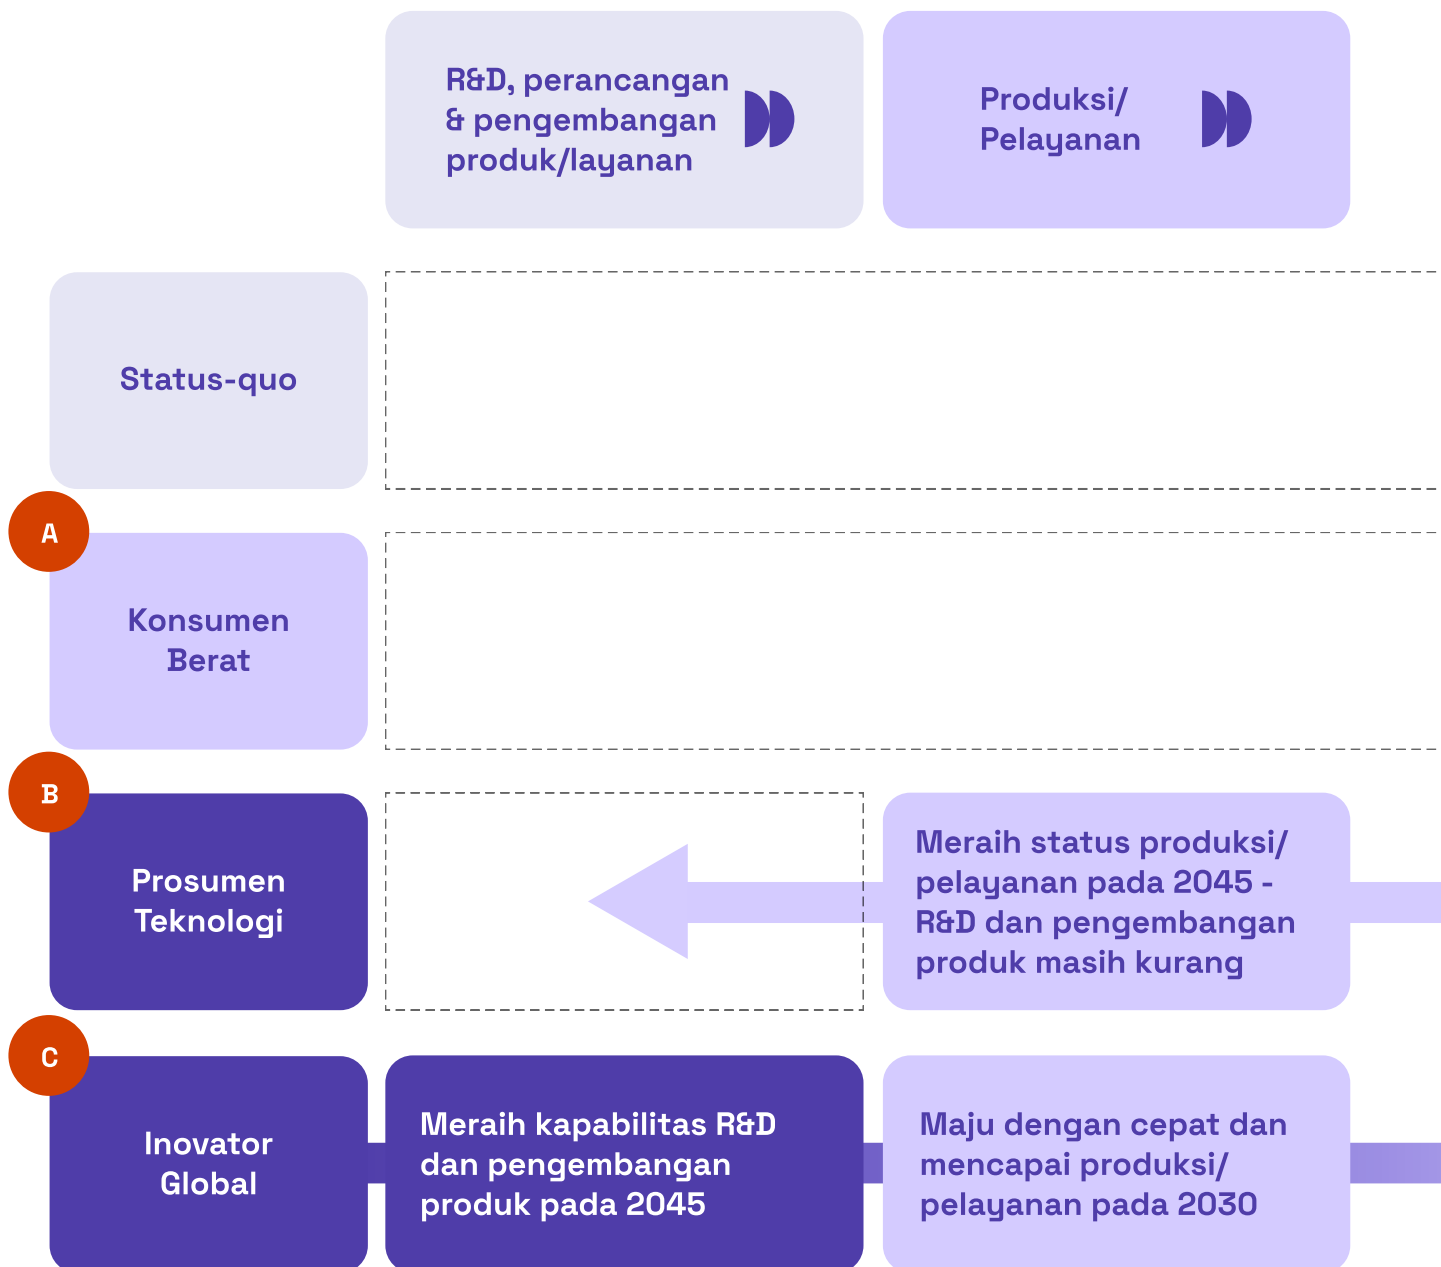 R&D, perancangan
& pengembangan
produk/layanan
Produksi/
Pelayanan
Status-quo
A
Konsumen
Berat
B
Prosumen
Teknologi
Meraih status produksi/
pelayanan pada 2045 -
R&D dan pengembangan
produk masih kurang
C
Inovator
Global
Meraih kapabilitas R&D
dan pengembangan
produk pada 2045
Maju dengan cepat dan
mencapai produksi/
pelayanan pada 2030